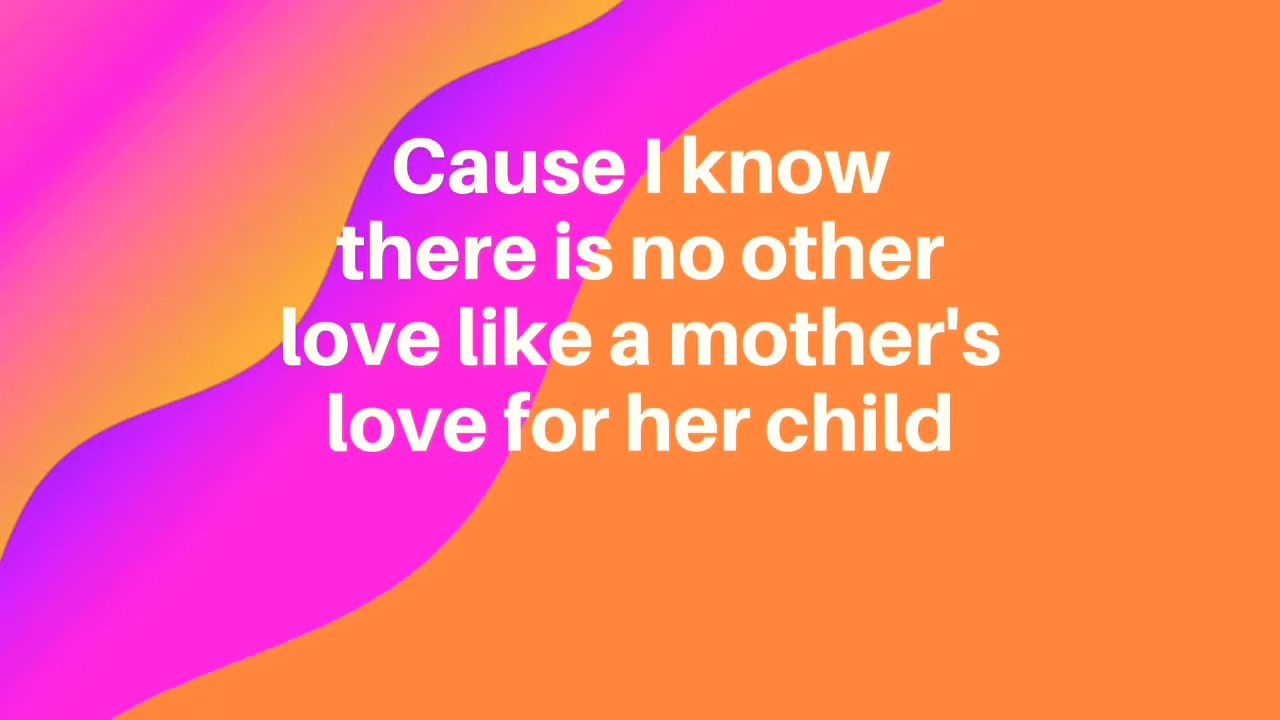 Cause I know
there is no other
love like a mother's
love for her child